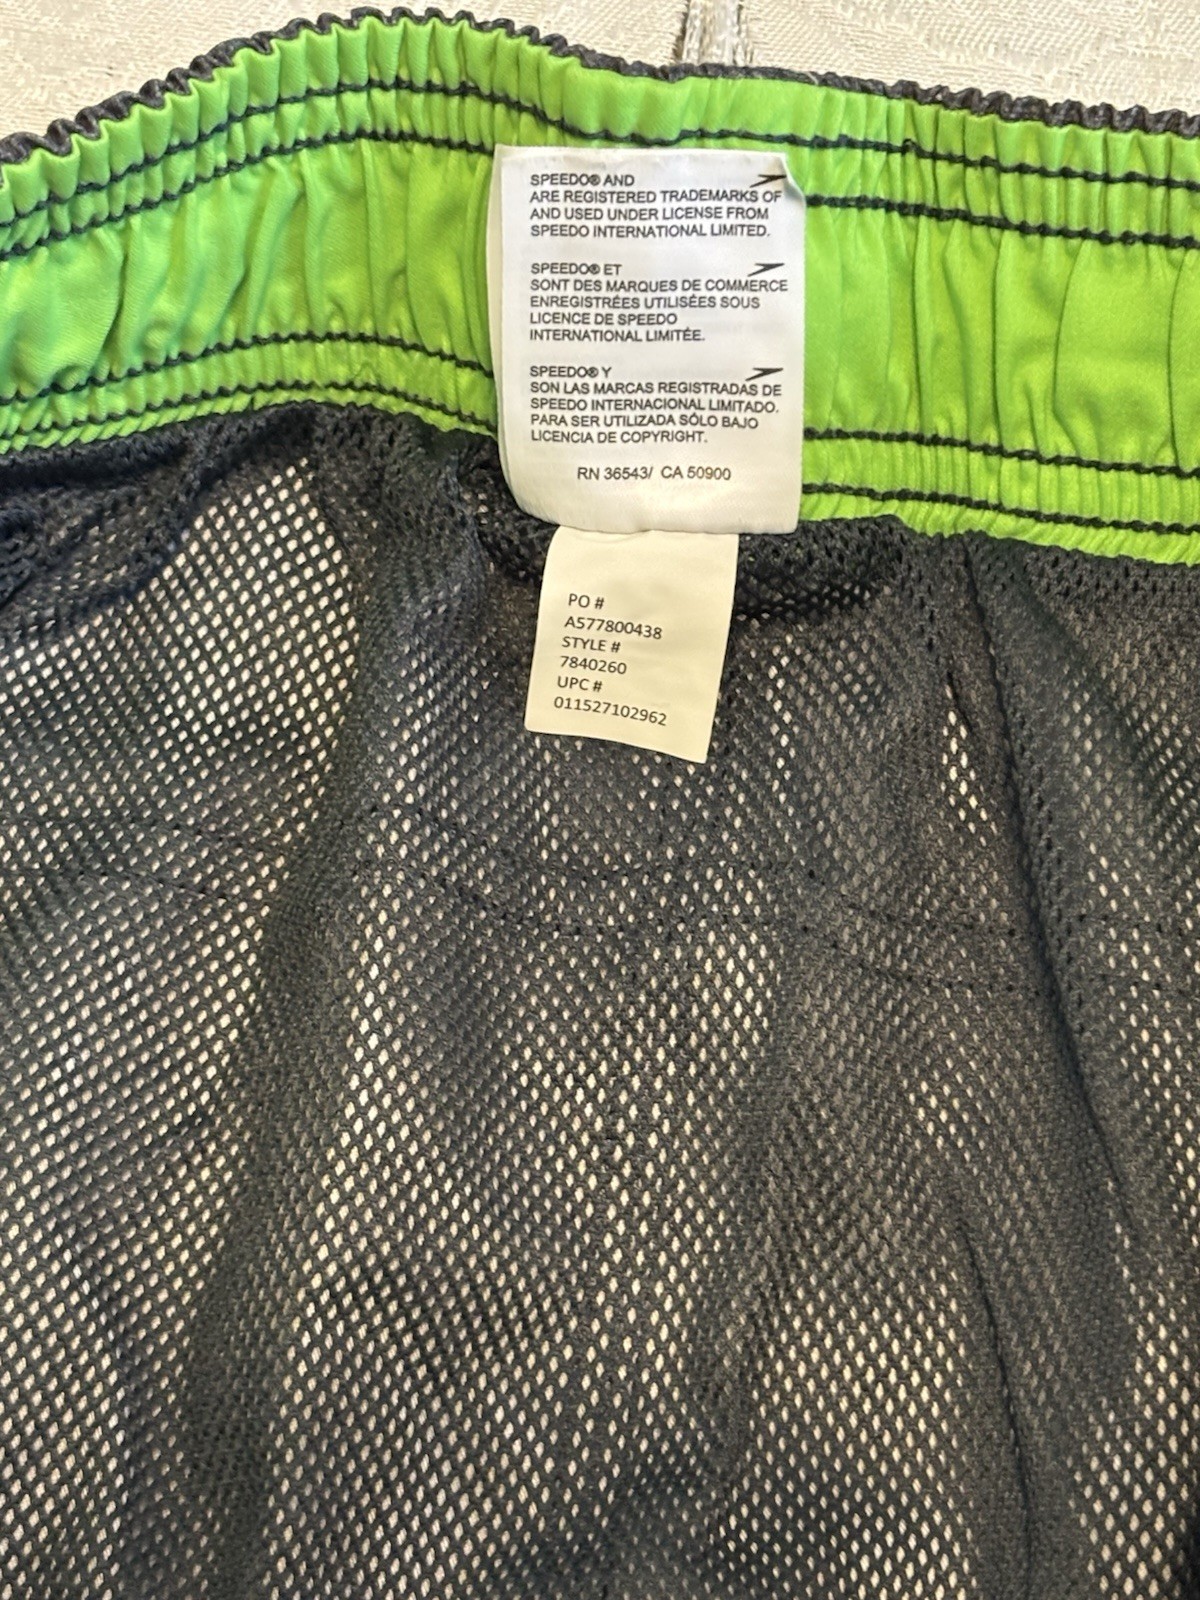 SPEEDO® AND
ARE REGISTERED TRADEMARKS OF
AND USED UNDER LICENSE FROM
SPEEDO INTERNATIONAL LIMITED.
SPEEDO® ET
SONT DES MARQUES DE COMMERCE
ENREGISTRÉES UTILISÉES SOUS
LICENCE DE SPEEDO
INTERNATIONAL LIMITÉE.
SPEEDO® Y
SON LAS MARCAS REGISTRADAS DE
SPEEDO INTERNACIONAL LIMITADO.
PARA SER UTILIZADA SÓLO BAJO
LICENCIA DE COPYRIGHT.
RN 36543/ CA 50900
PO #
A577800438
STYLE #
7840260
UPC #
011527102962